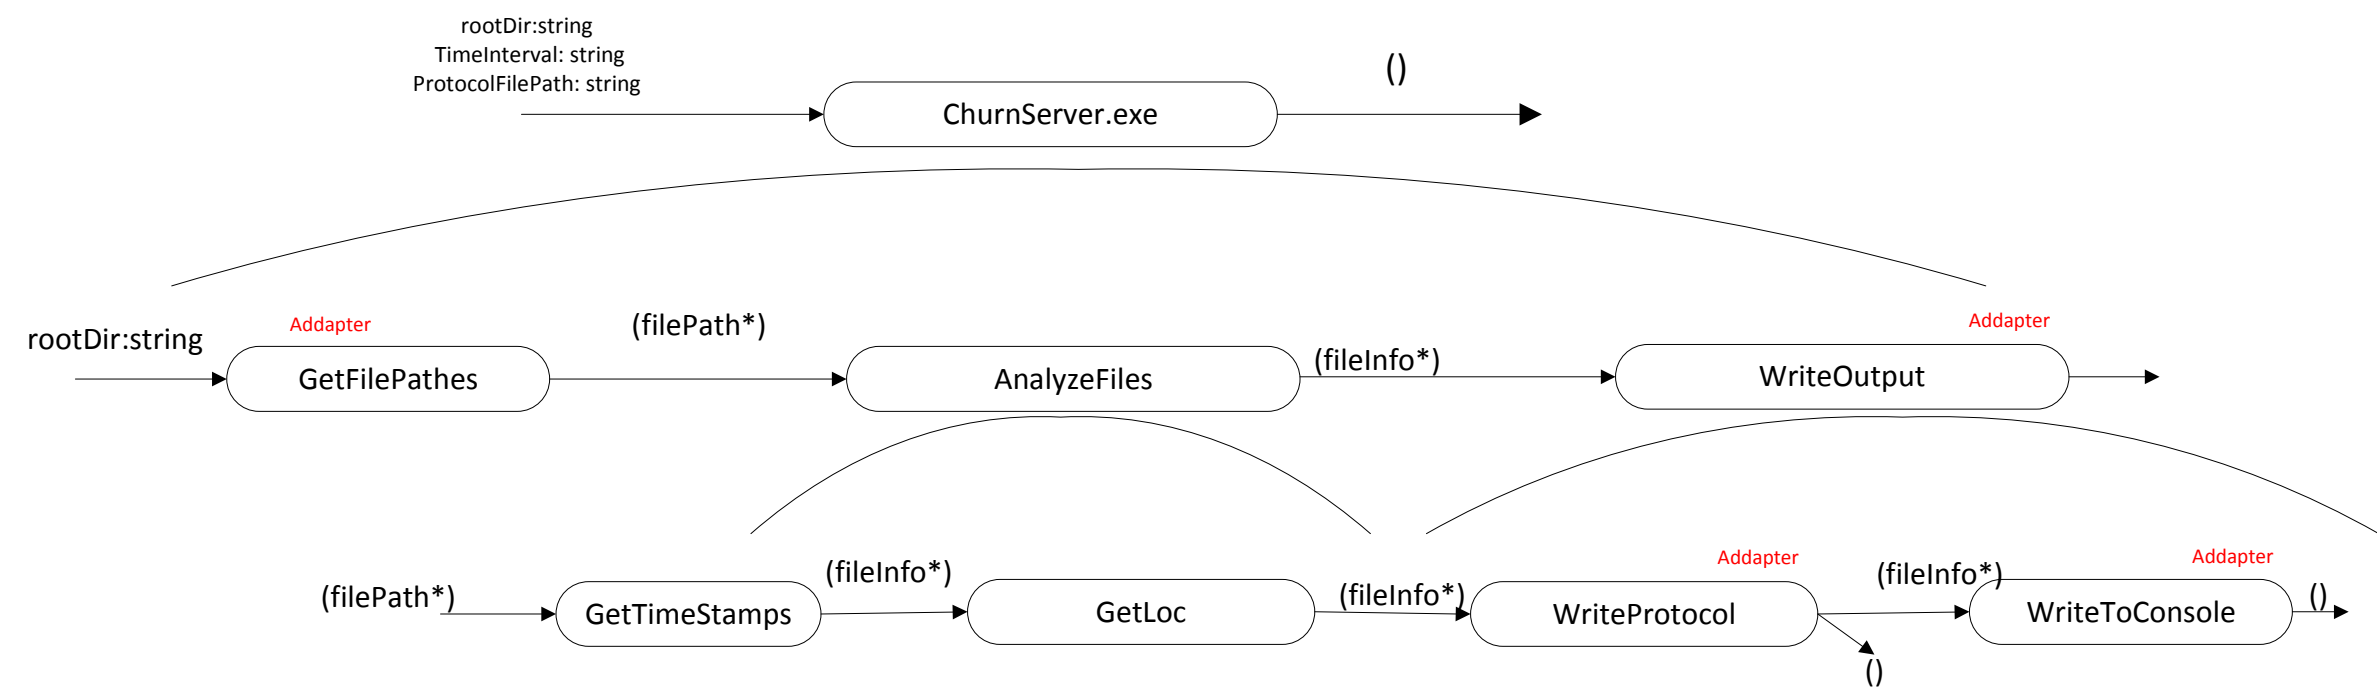 rootDir:string
TimeInterval: string
ProtocolFilePath: string
()
ChurnServer.exe
rootDir:string
Addapter
(filePath*)
(fileInfo*)
Addapter
GetFilePathes
AnalyzeFiles
WriteOutput
(filePath*)
(fileInfo*)
(fileInfo*)
Addapter
(fileInfo*)
Addapter
()
GetTimeStamps
GetLoc
WriteProtocol
WriteToConsole
()